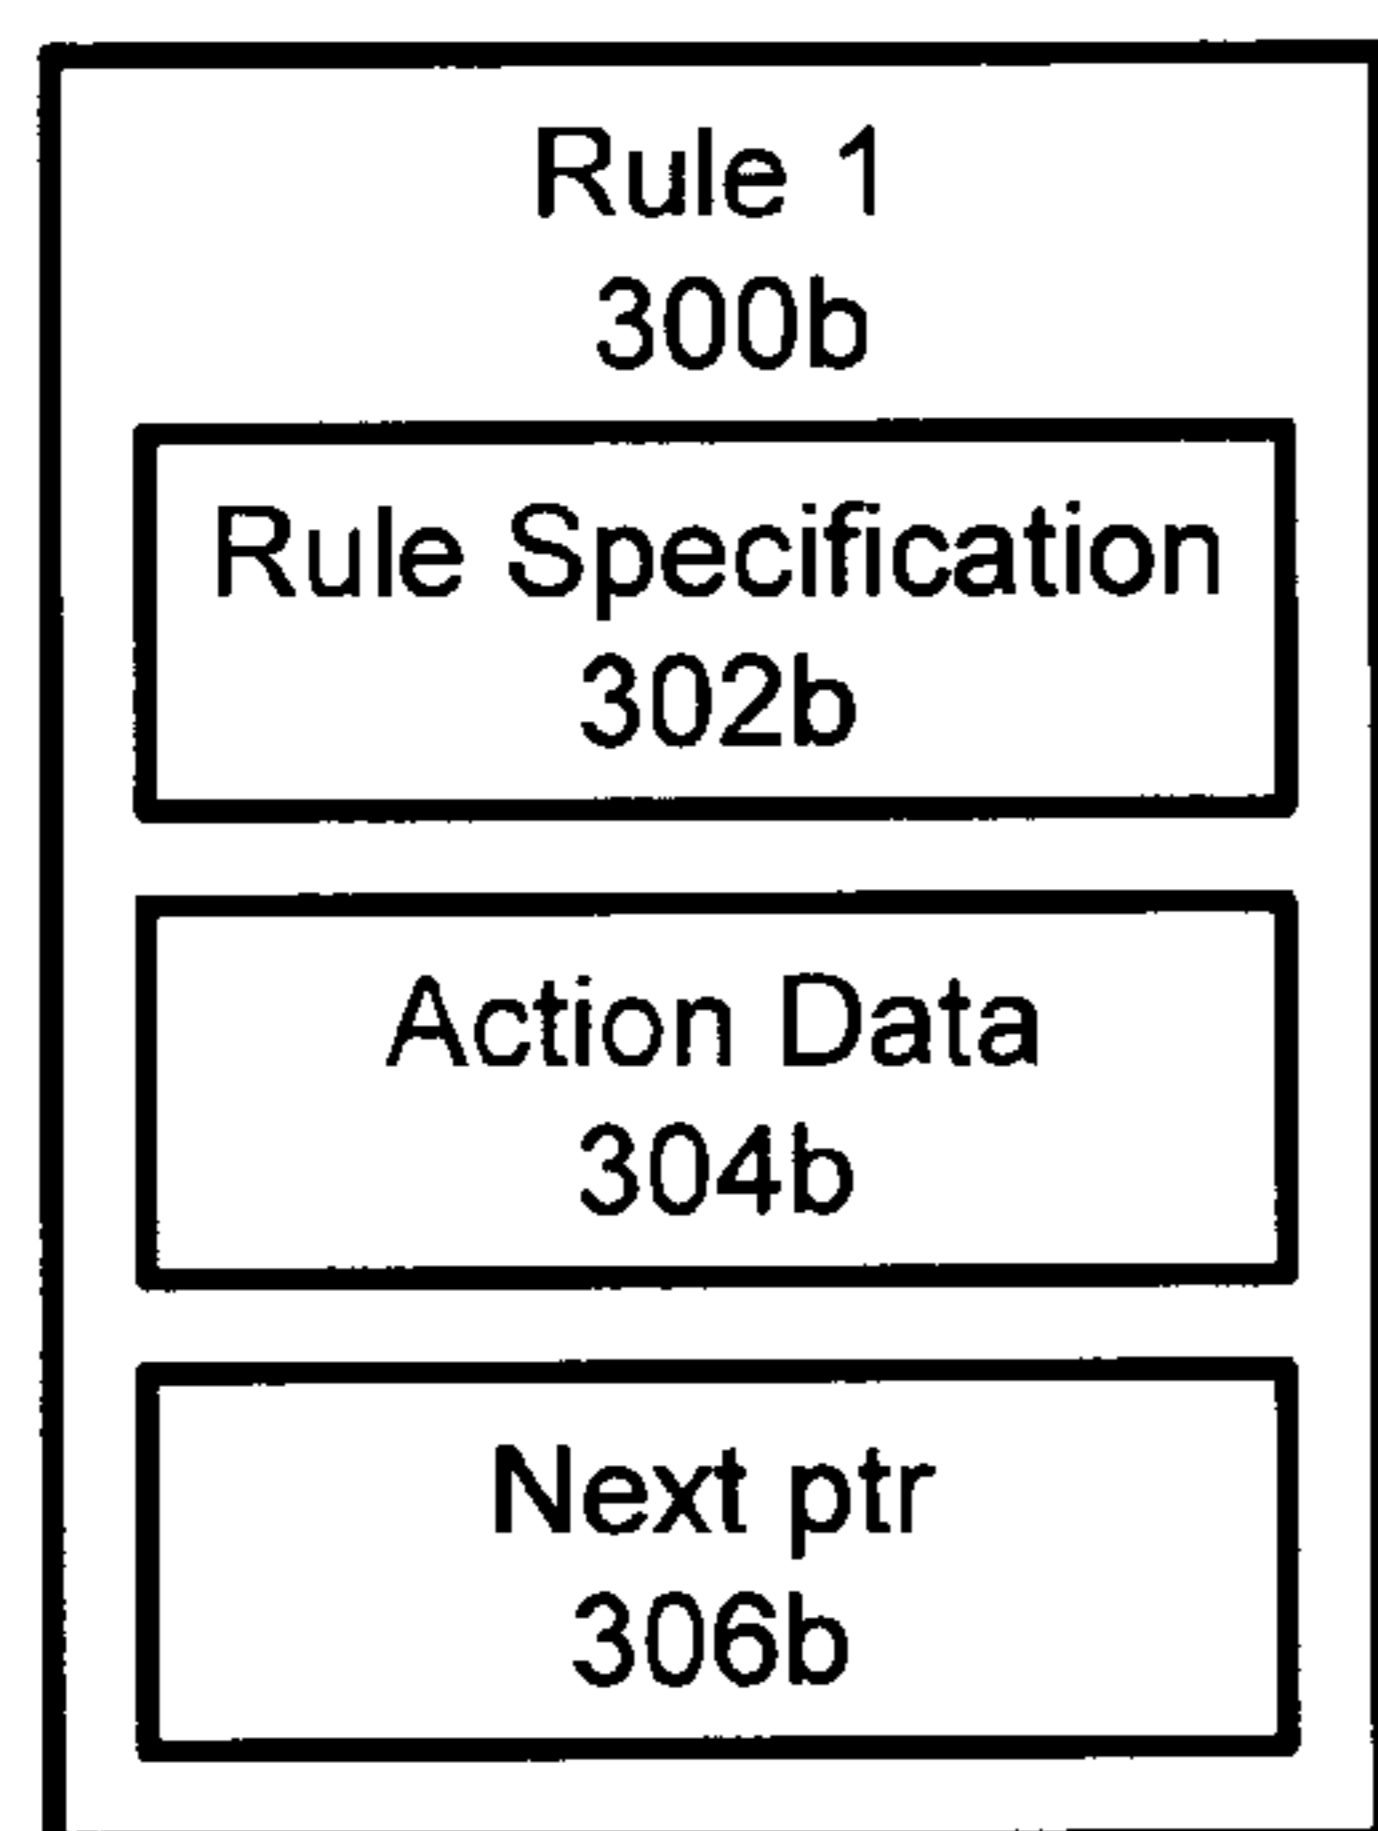 Rule 1
300b
Rule Specification
302b
Action Data
304b
Next ptr
306b